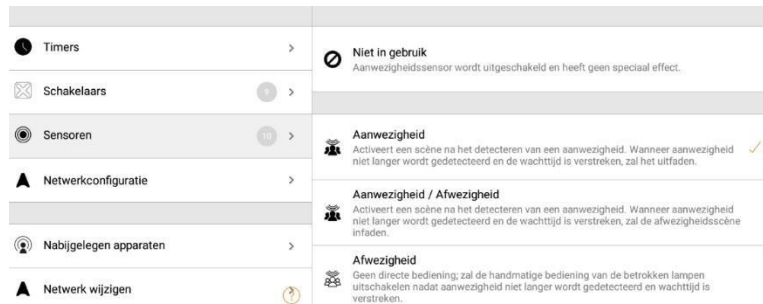 Timers
Schakelaars
9
Sensoren
10
Netwerkconfiguratie
Nabijgelegen apparaten
Netwerk wijzigen
?
Niet in gebruik
Aanwezigheidssensor wordt uitgeschakeld en heeft geen speciaal effect.
Aanwezigheid
Activeert een scène na het detecteren van een aanwezigheid. Wanneer aanwezigheid
niet langer wordt gedetecteerd en de wachttijd is verstreken, zal het uitfaden.
Aanwezigheid / Afwezigheid
Activeert een scène na het detecteren van een aanwezigheid. Wanneer aanwezigheid
niet langer wordt gedetecteerd en de wachttijd is verstreken, zal de afwezigheidsscène
infaden.
Afwezigheid
Geen directe bediening; zal de handmatige bediening van de betrokken lampen
uitschakelen nadat aanwezigheid niet langer wordt gedetecteerd en wachttijd is
verstreken.